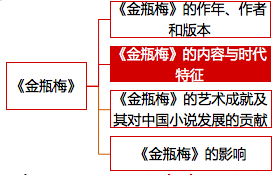 《金瓶梅》
《金瓶梅》的作年、作者
和版本
《金瓶梅》的内容与时代
特征
《金瓶梅》的艺术成就及
其对中国小说发展的贡献
《金瓶梅》的影响